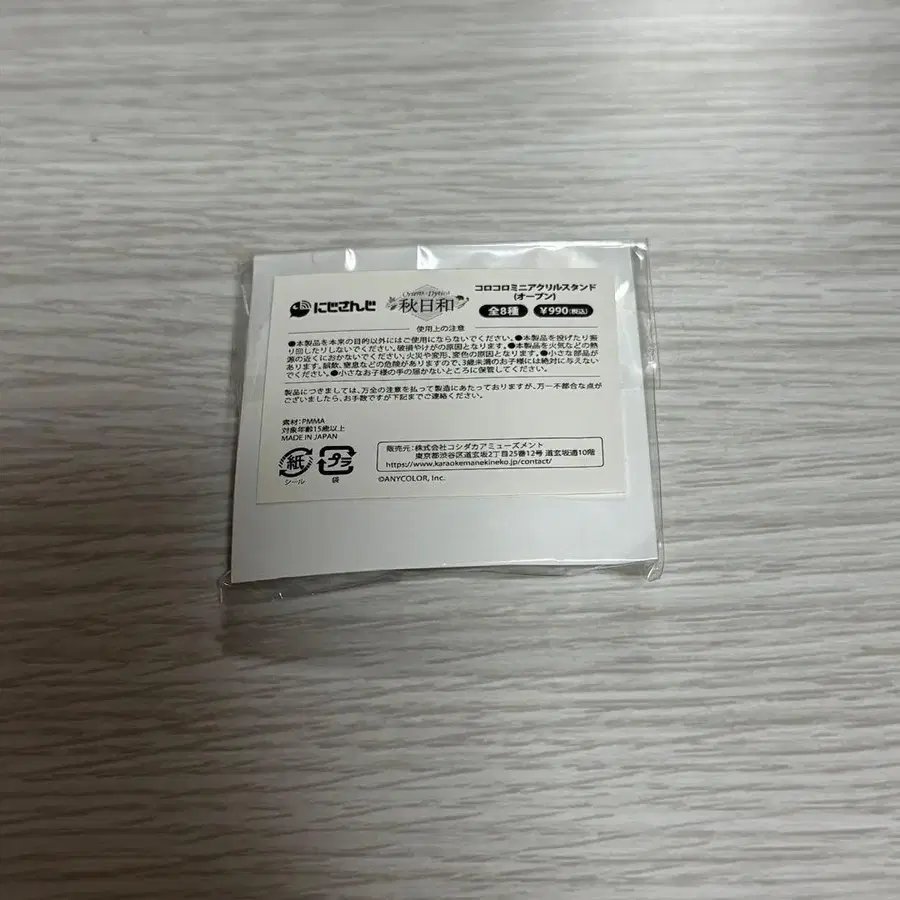 にじさんじ
Oriens × Dytica
秋日和
コロコロミニアクリルスタンド
(オープン)
全8種 ¥990(税込)
使用上の注意
●本製品を本来の目的以外にはご使用にならないでください。●本製品を投げたり振
り回したりしないでください。破損やけがの原因となります。●本製品を火気などの熱
源の近くにおかないでください。火災や変形、変色の原因となります。●小さな部品が
あります。誤飲、窒息などの危険がありますので、3歳未満のお子様には絶対に与えない
でください。●小さなお子様の手の届かないところに保管してください。
製品につきましては、万全の注意を払って製造にあたっておりますが、万一不都合な点が
ございましたら、お手数ですが下記までご連絡ください。
素材:PMMA
対象年齢15歳以上
MADE IN JAPAN
紙
シール
プラ
袋
販売元:株式会社コシダカアミューズメント
東京都渋谷区道玄坂2丁目25番12号 道玄坂通10階
https://www.karaokemanekineko.jp/contact/
©ANYCOLOR, Inc.